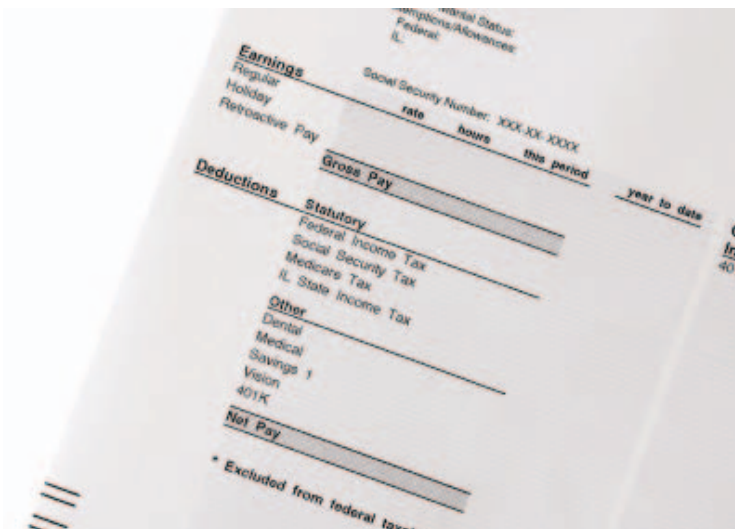 Marital Status:
Exemptions/Allowances:
Federal:
IL:
Social Security Number: XXX-XX-XXXX
Earnings rate hours this period year to date
Regular
Holiday
Retroactive Pay
Gross Pay
Deductions Statutory
Federal Income Tax
Social Security Tax
Medicare Tax
IL State Income Tax
Other
Dental
Medical
Savings 1
Vision
401K
Net Pay
* Excluded from federal